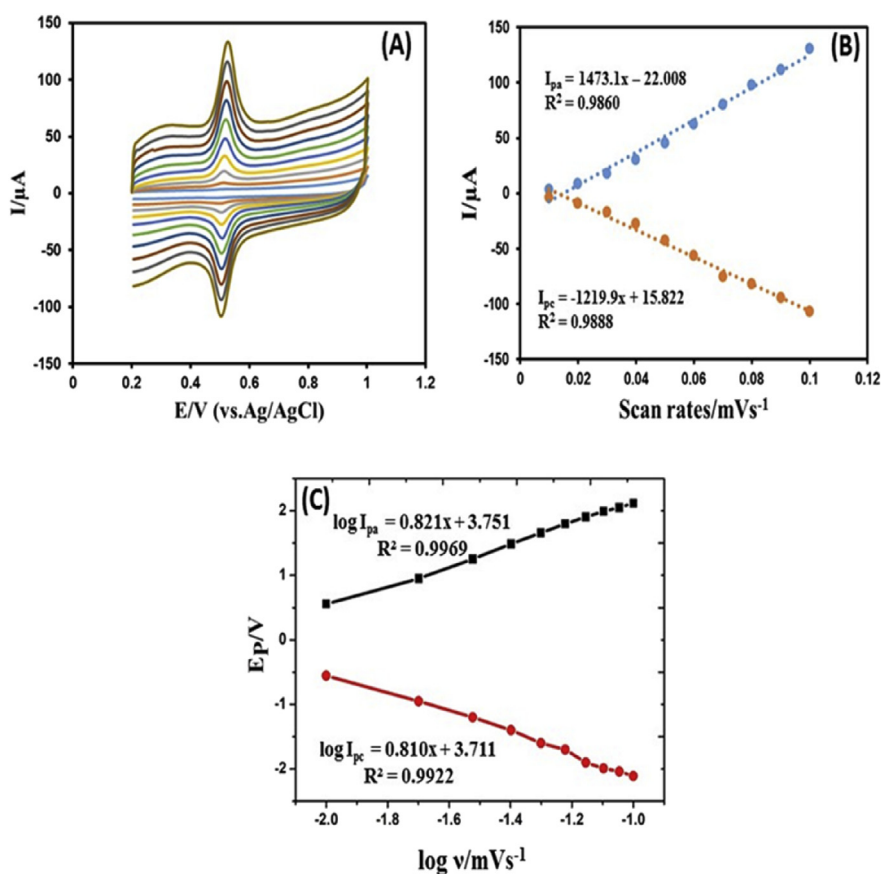 (A)
I/µA
150
100
50
0
-50
-100
-150
0 0.2 0.4 0.6 0.8 1 1.2
E/V (vs.Ag/AgCl)
(B)
I/µA
150
100
50
0
-50
-100
-150
Ipa = 1473.1x – 22.008
R² = 0.9860
Ipc = -1219.9x + 15.822
R² = 0.9888
0 0.02 0.04 0.06 0.08 0.1 0.12
Scan rates/mVs⁻¹
(C)
EP/V
2
1
0
-1
-2
log Ipa = 0.821x + 3.751
R² = 0.9969
log Ipc = 0.810x + 3.711
R² = 0.9922
-2.0 -1.8 -1.6 -1.4 -1.2 -1.0
log ν/mVs⁻¹